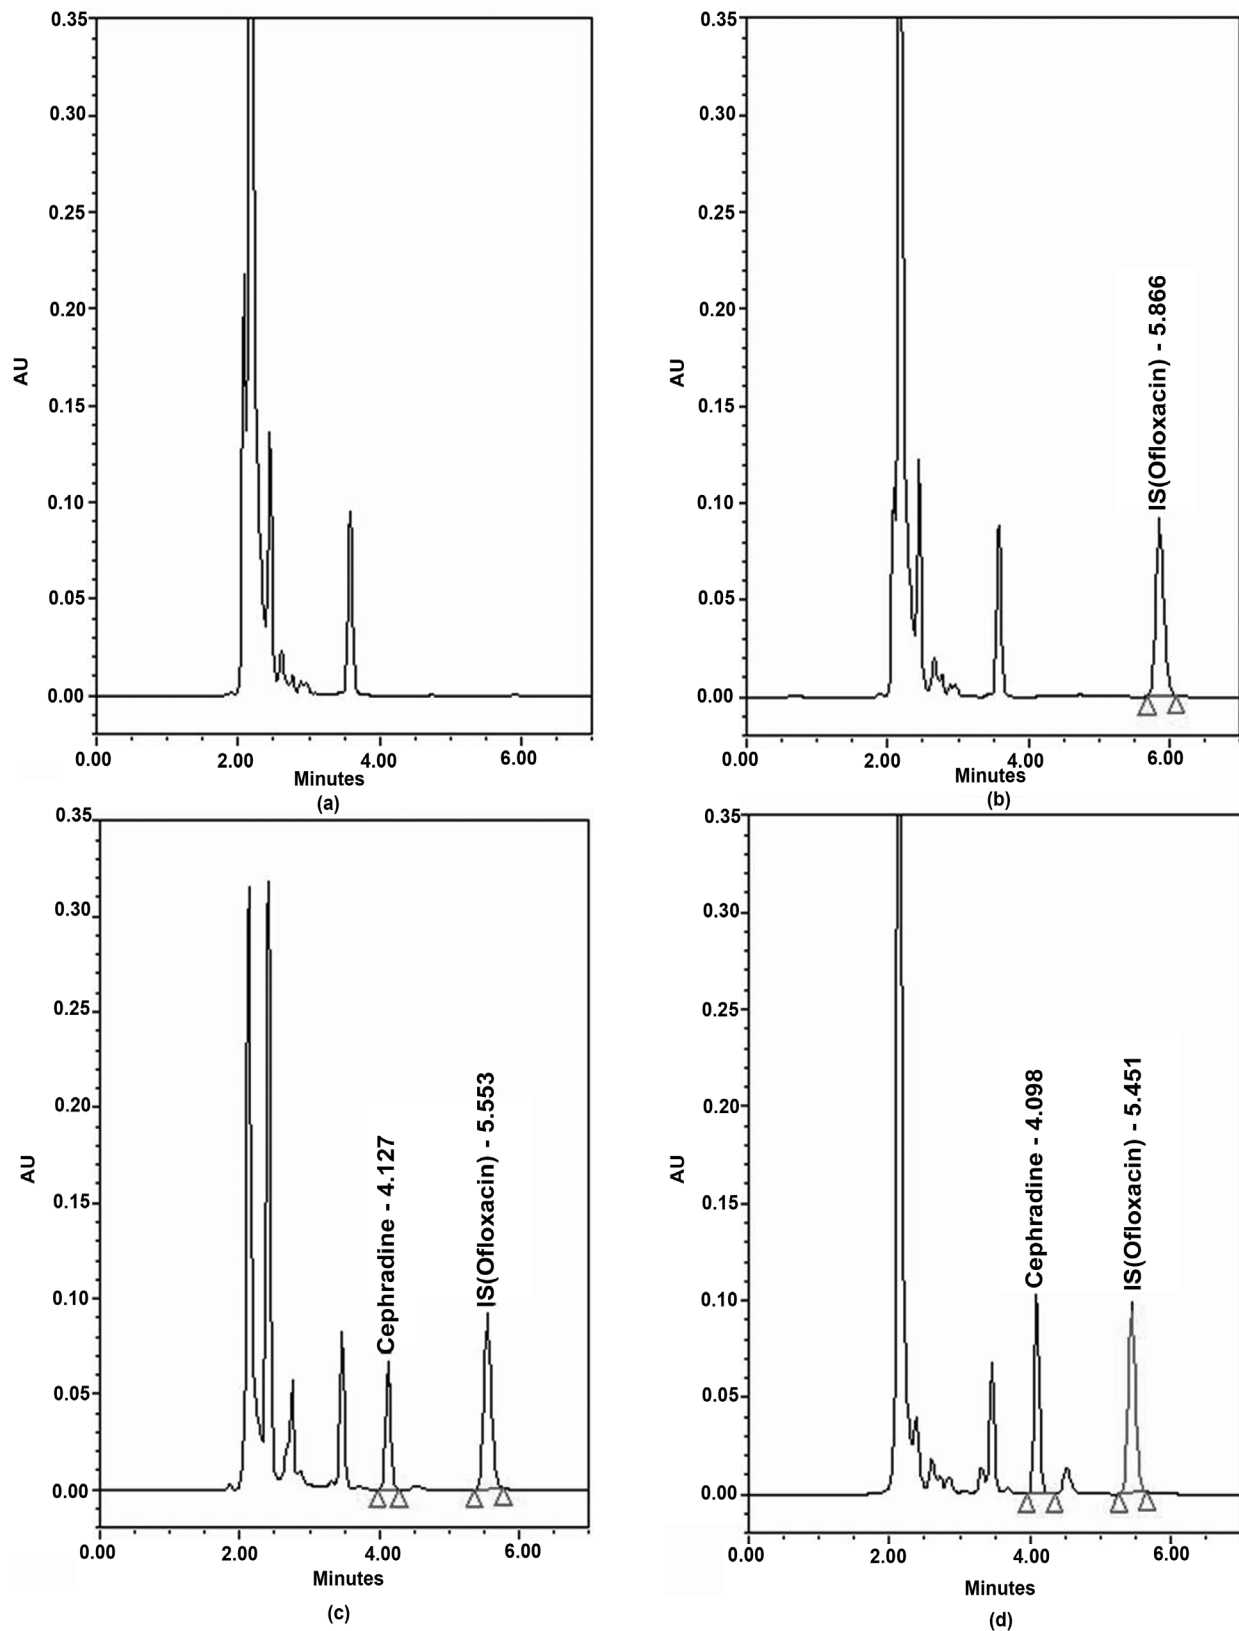 0.35
0.30
0.25
0.20
0.15
0.10
0.05
0.00
AU
0.00 2.00 4.00 6.00
Minutes
(a)
0.35
0.30
0.25
0.20
0.15
0.10
0.05
0.00
AU
IS(Ofloxacin) - 5.866
0.00 2.00 4.00 6.00
Minutes
(b)
0.35
0.30
0.25
0.20
0.15
0.10
0.05
0.00
AU
Cephradine - 4.127
IS(Ofloxacin) - 5.553
0.00 2.00 4.00 6.00
Minutes
(c)
0.35
0.30
0.25
0.20
0.15
0.10
0.05
0.00
AU
Cephradine - 4.098
IS(Ofloxacin) - 5.451
0.00 2.00 4.00 6.00
Minutes
(d)